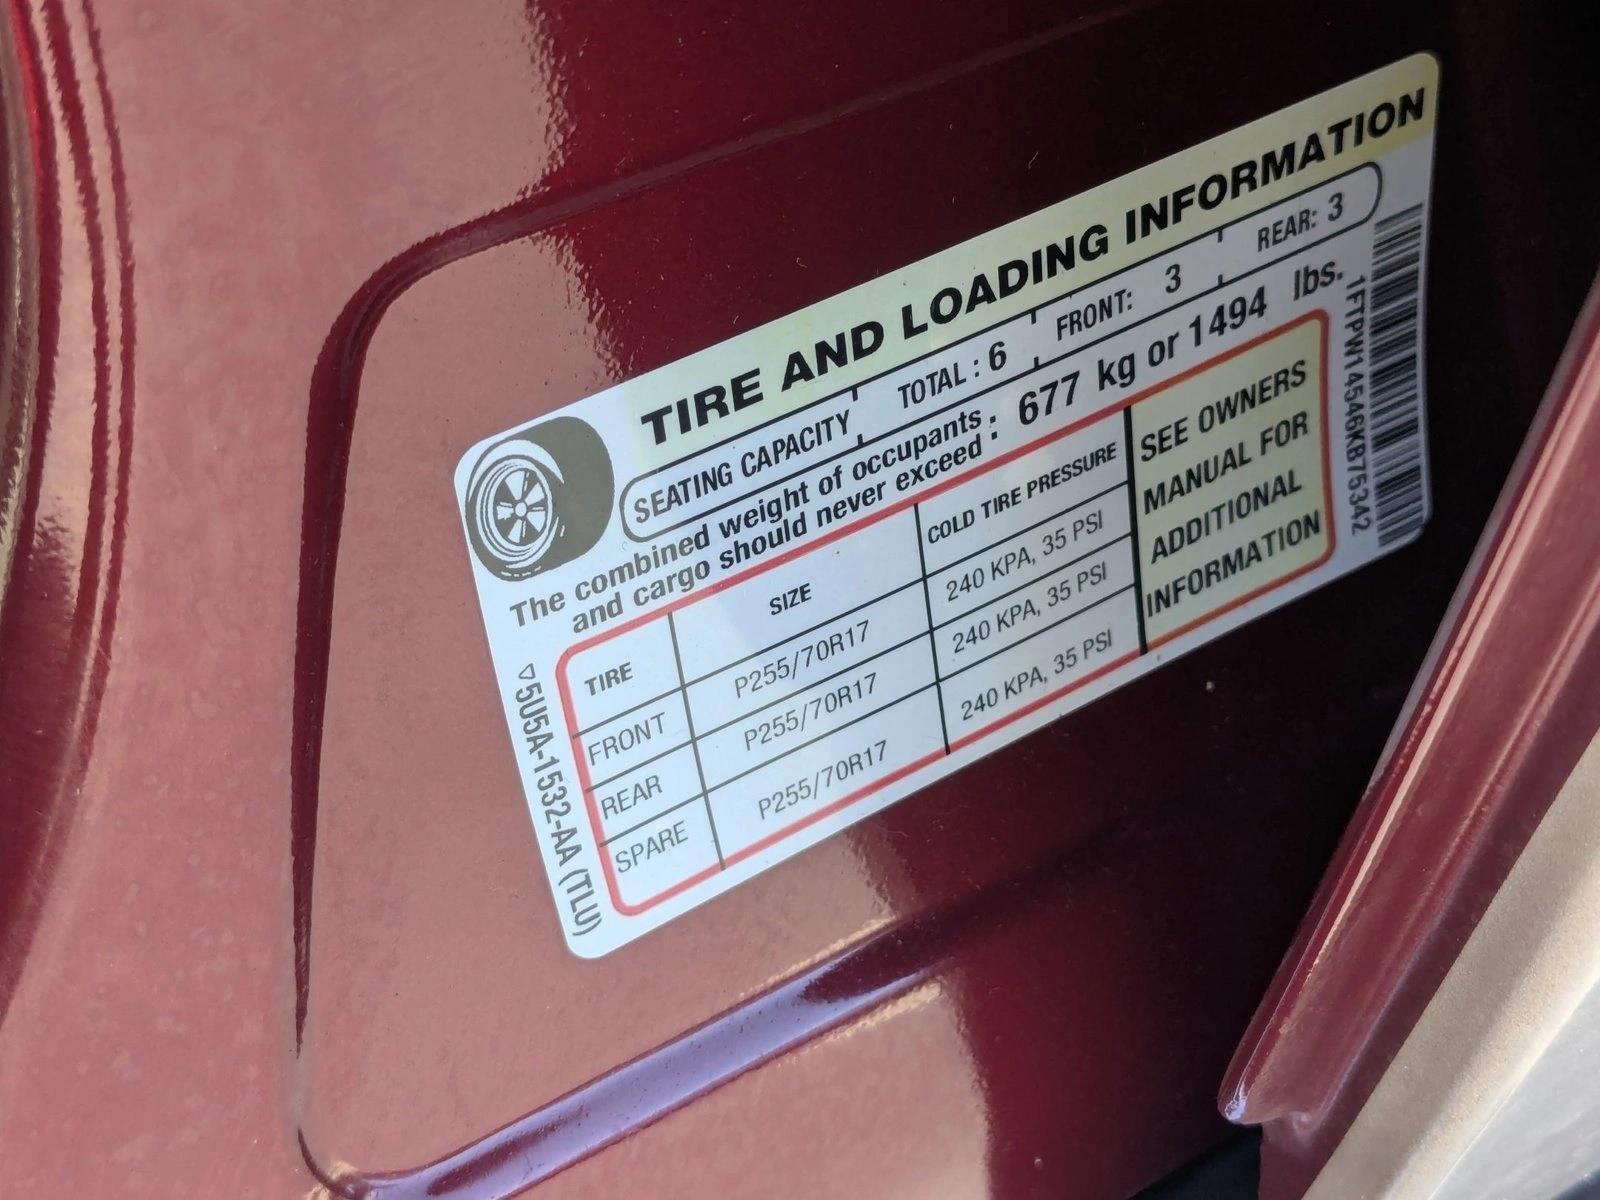 TIRE AND LOADING INFORMATION
SEATING CAPACITY TOTAL : 6 FRONT: 3 REAR: 3
The combined weight of occupants : 677 kg or 1494 lbs.
and cargo should never exceed :
TIRE SIZE COLD TIRE PRESSURE
FRONT P255/70R17 240 KPA, 35 PSI
REAR P255/70R17 240 KPA, 35 PSI
SPARE P255/70R17 240 KPA, 35 PSI
SEE OWNERS
MANUAL FOR
ADDITIONAL
INFORMATION
5U5A-1532-AA (TLU)
1FTPW14546KB75342